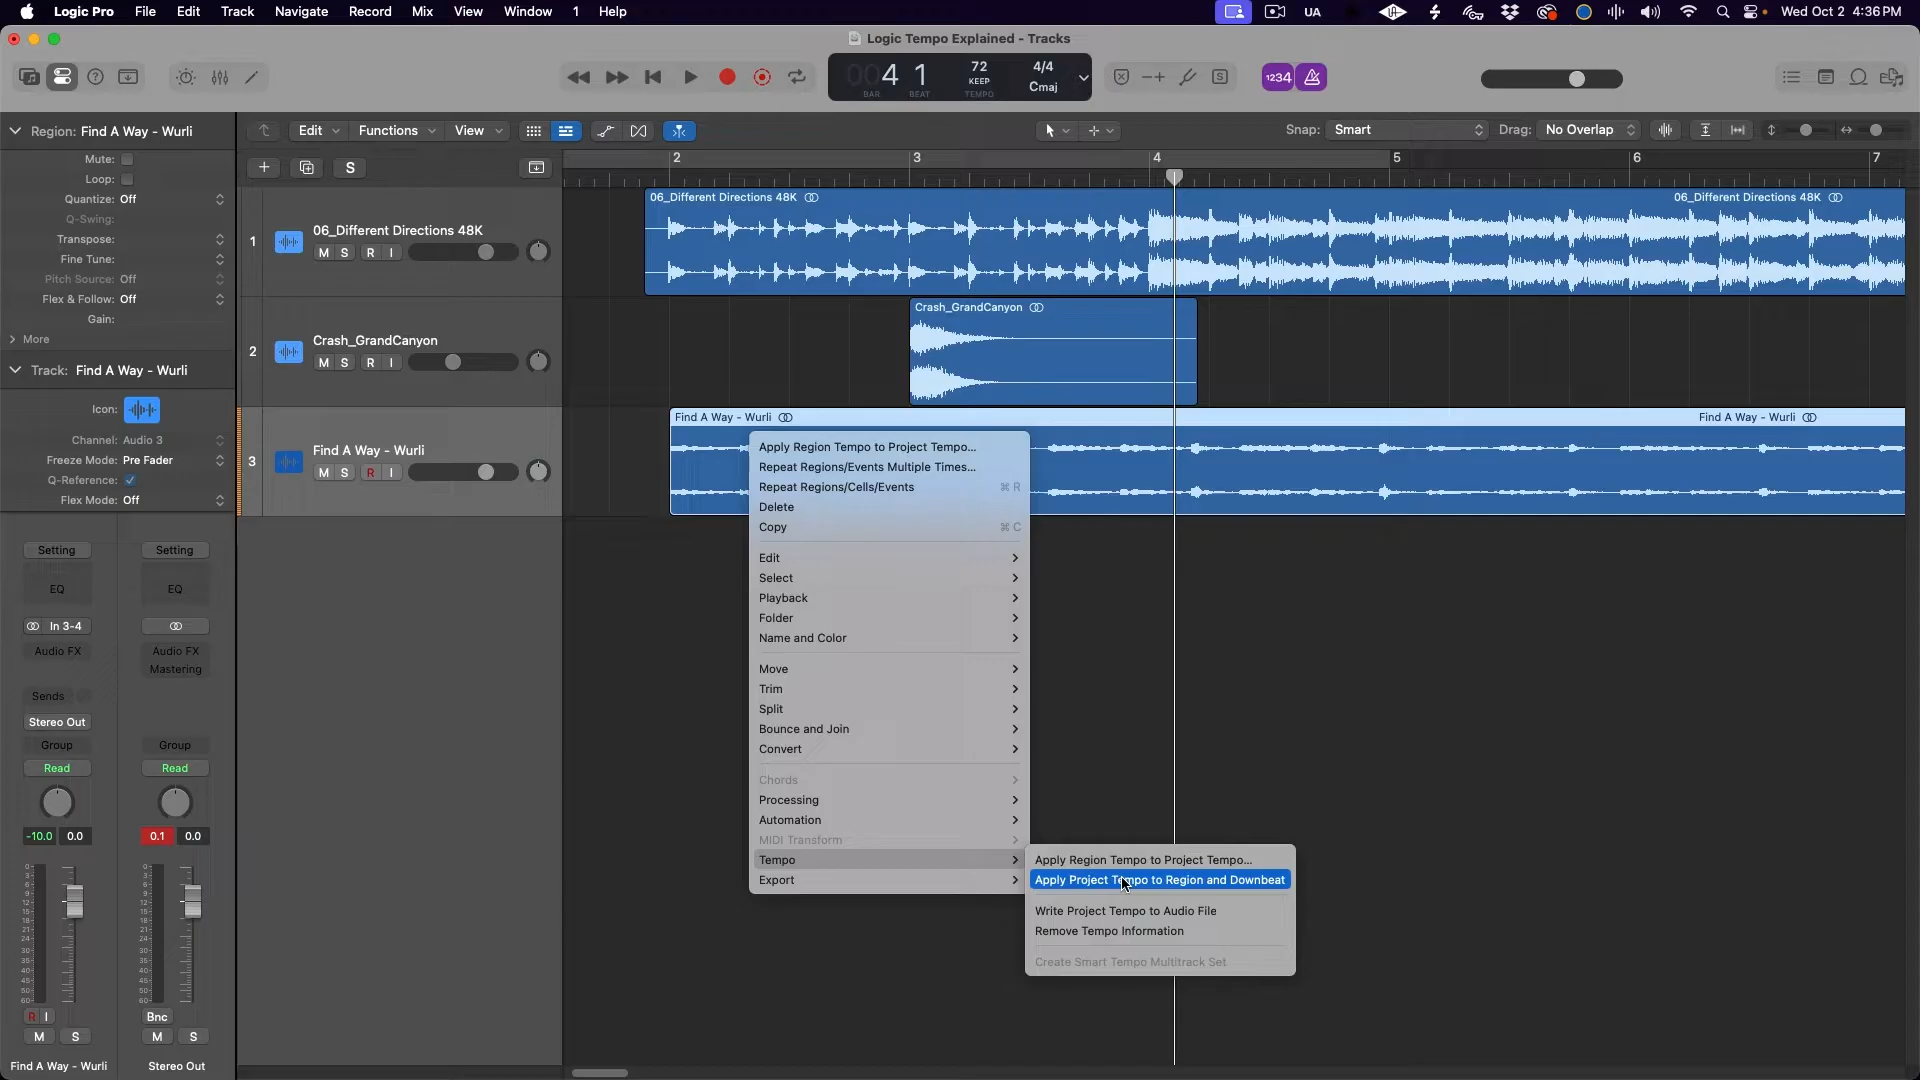 Logic Pro File Edit Track Navigate Record Mix View Window 1 Help UA Wed Oct 2 4:36 PM
Logic Tempo Explained - Tracks
004 1 72 KEEP TEMPO 4/4 Cmaj
BAR BEAT
1234
S
Region: Find A Way - Wurli
Edit Functions View
Snap: Smart Drag: No Overlap
Mute:
Loop:
Quantize: Off
Q-Swing:
Transpose:
Fine Tune:
Pitch Source: Off
Flex & Follow: Off
Gain:
More
Track: Find A Way - Wurli
Icon:
Channel: Audio 3
Freeze Mode: Pre Fader
Q-Reference:
Flex Mode: Off
S
2 3 4 5 6 7
1
06_Different Directions 48K
M S R I
06_Different Directions 48K
06_Different Directions 48K
2
Crash_GrandCanyon
M S R I
Crash_GrandCanyon
3
Find A Way - Wurli
M S R I
Find A Way - Wurli
Find A Way - Wurli
Apply Region Tempo to Project Tempo...
Repeat Regions/Events Multiple Times...
Repeat Regions/Cells/Events ⌘ R
Delete
Copy ⌘ C
Edit
Select
Playback
Folder
Name and Color
Move
Trim
Split
Bounce and Join
Convert
Chords
Processing
Automation
MIDI Transform
Tempo
Export
Apply Region Tempo to Project Tempo...
Apply Project Tempo to Region and Downbeat
Write Project Tempo to Audio File
Remove Tempo Information
Create Smart Tempo Multitrack Set
Setting Setting
EQ EQ
In 3-4
Audio FX Audio FX
Mastering
Sends
Stereo Out
Group Group
Read Read
-10.0 0.0 0.1 0.0
R I Bnc
M S M S
Find A Way - Wurli Stereo Out